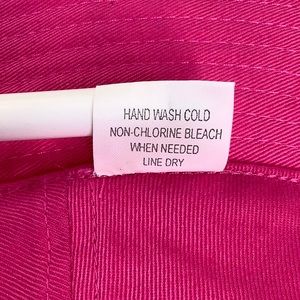 HAND WASH COLD
NON-CHLORINE BLEACH
WHEN NEEDED
LINE DRY